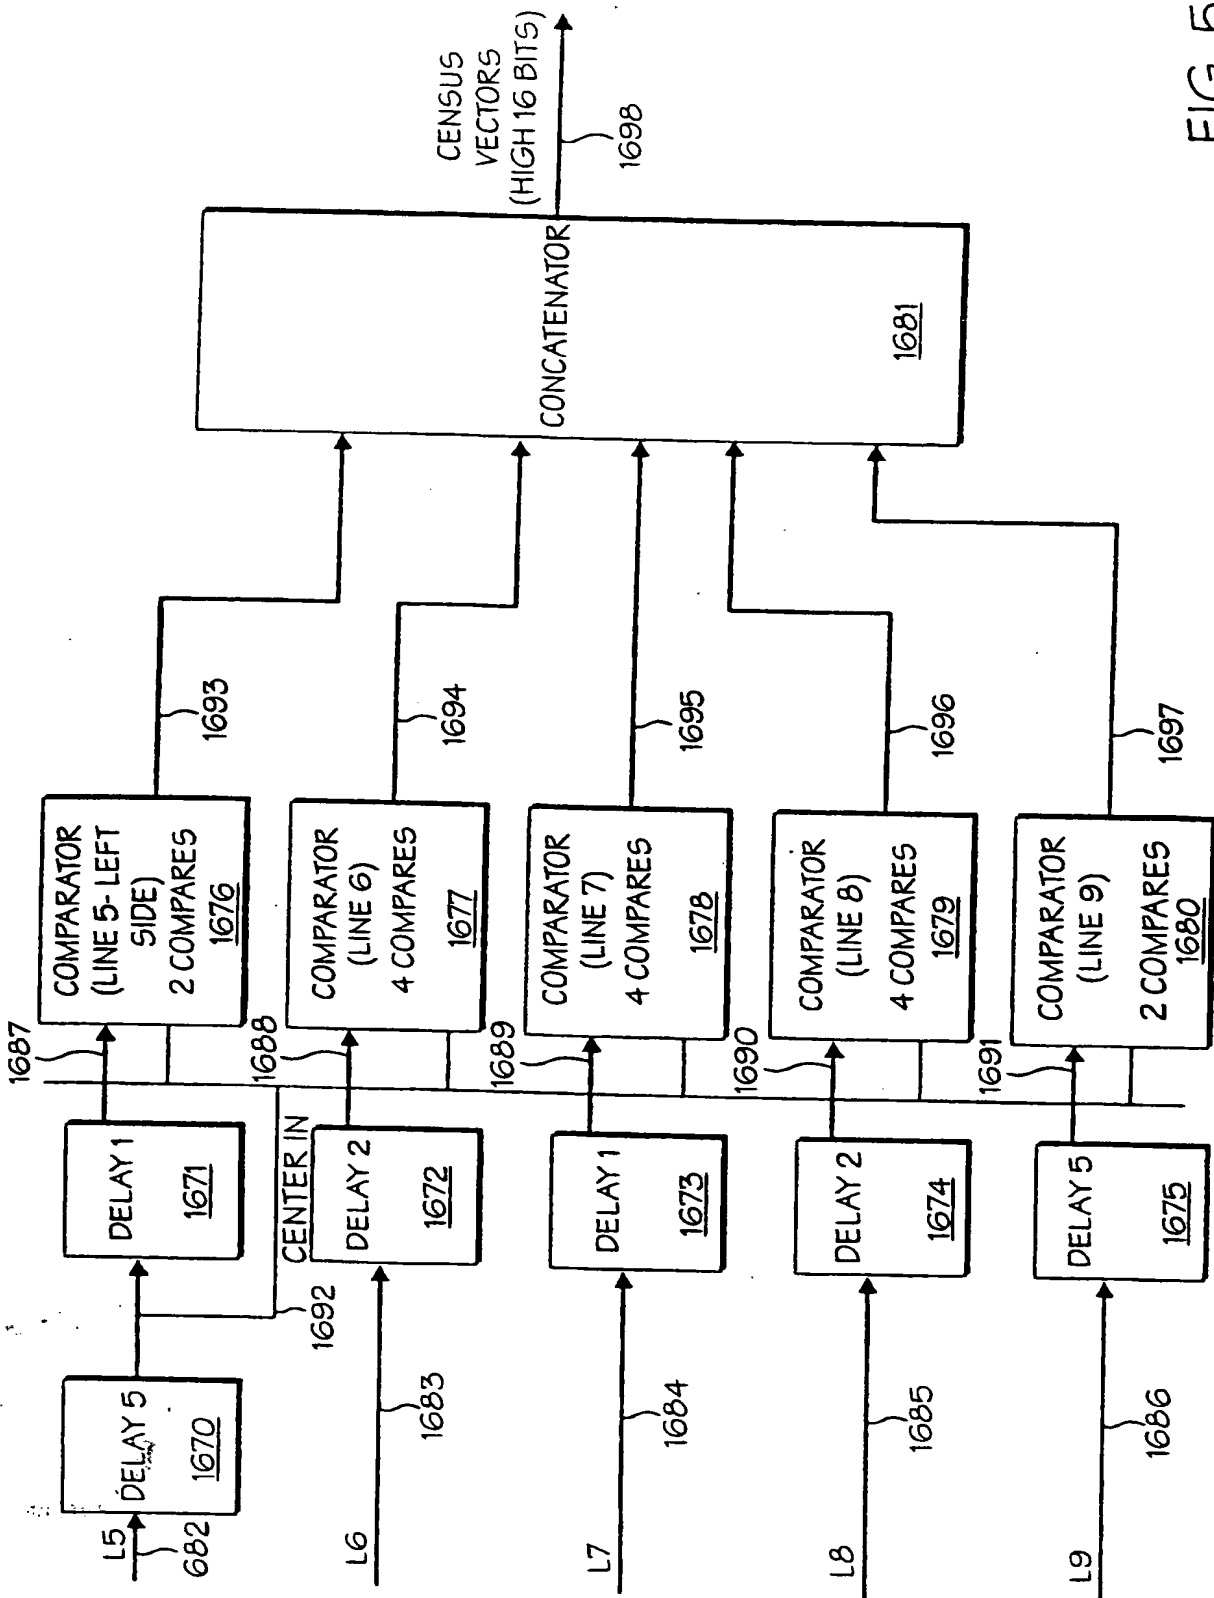 L5
682
DELAY 5
1670
DELAY 1
1671
1692
CENTER IN
1687
COMPARATOR
(LINE 5-LEFT
SIDE)
2 COMPARES
1676
1693
L6
1683
DELAY 2
1672
1688
COMPARATOR
(LINE 6)
4 COMPARES
1677
1694
L7
1684
DELAY 1
1673
1689
COMPARATOR
(LINE 7)
4 COMPARES
1678
1695
L8
1685
DELAY 2
1674
1690
COMPARATOR
(LINE 8)
4 COMPARES
1679
1696
L9
1686
DELAY 5
1675
1691
COMPARATOR
(LINE 9)
2 COMPARES
1680
1697
CONCATENATOR
1681
CENSUS
VECTORS
(HIGH 16 BITS)
1698
FIG. 5